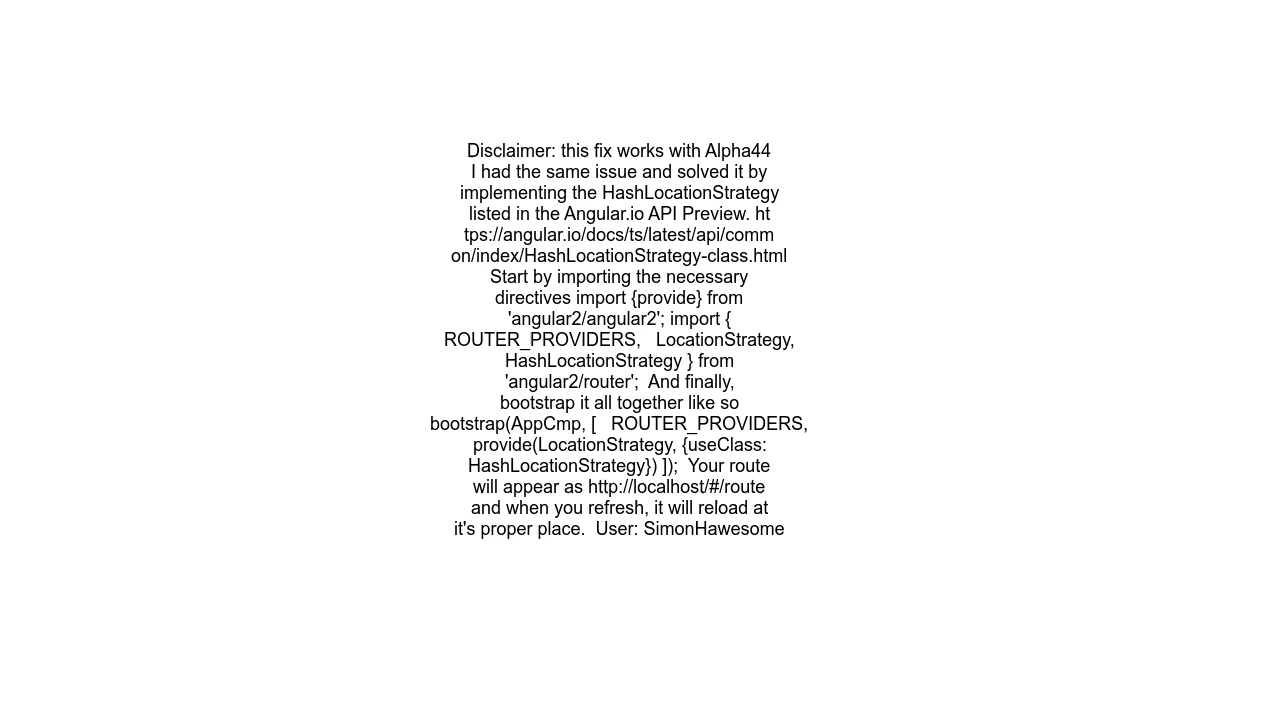 Disclaimer: this fix works with Alpha44
I had the same issue and solved it by
implementing the HashLocationStrategy
listed in the Angular.io API Preview. ht
tps://angular.io/docs/ts/latest/api/comm
on/index/HashLocationStrategy-class.html
Start by importing the necessary
directives import {provide} from
'angular2/angular2'; import {
ROUTER_PROVIDERS,   LocationStrategy,
HashLocationStrategy } from
'angular2/router';  And finally,
bootstrap it all together like so
bootstrap(AppCmp, [   ROUTER_PROVIDERS,
provide(LocationStrategy, {useClass:
HashLocationStrategy}) ]);  Your route
will appear as http://localhost/#/route
and when you refresh, it will reload at
it's proper place.  User: SimonHawesome